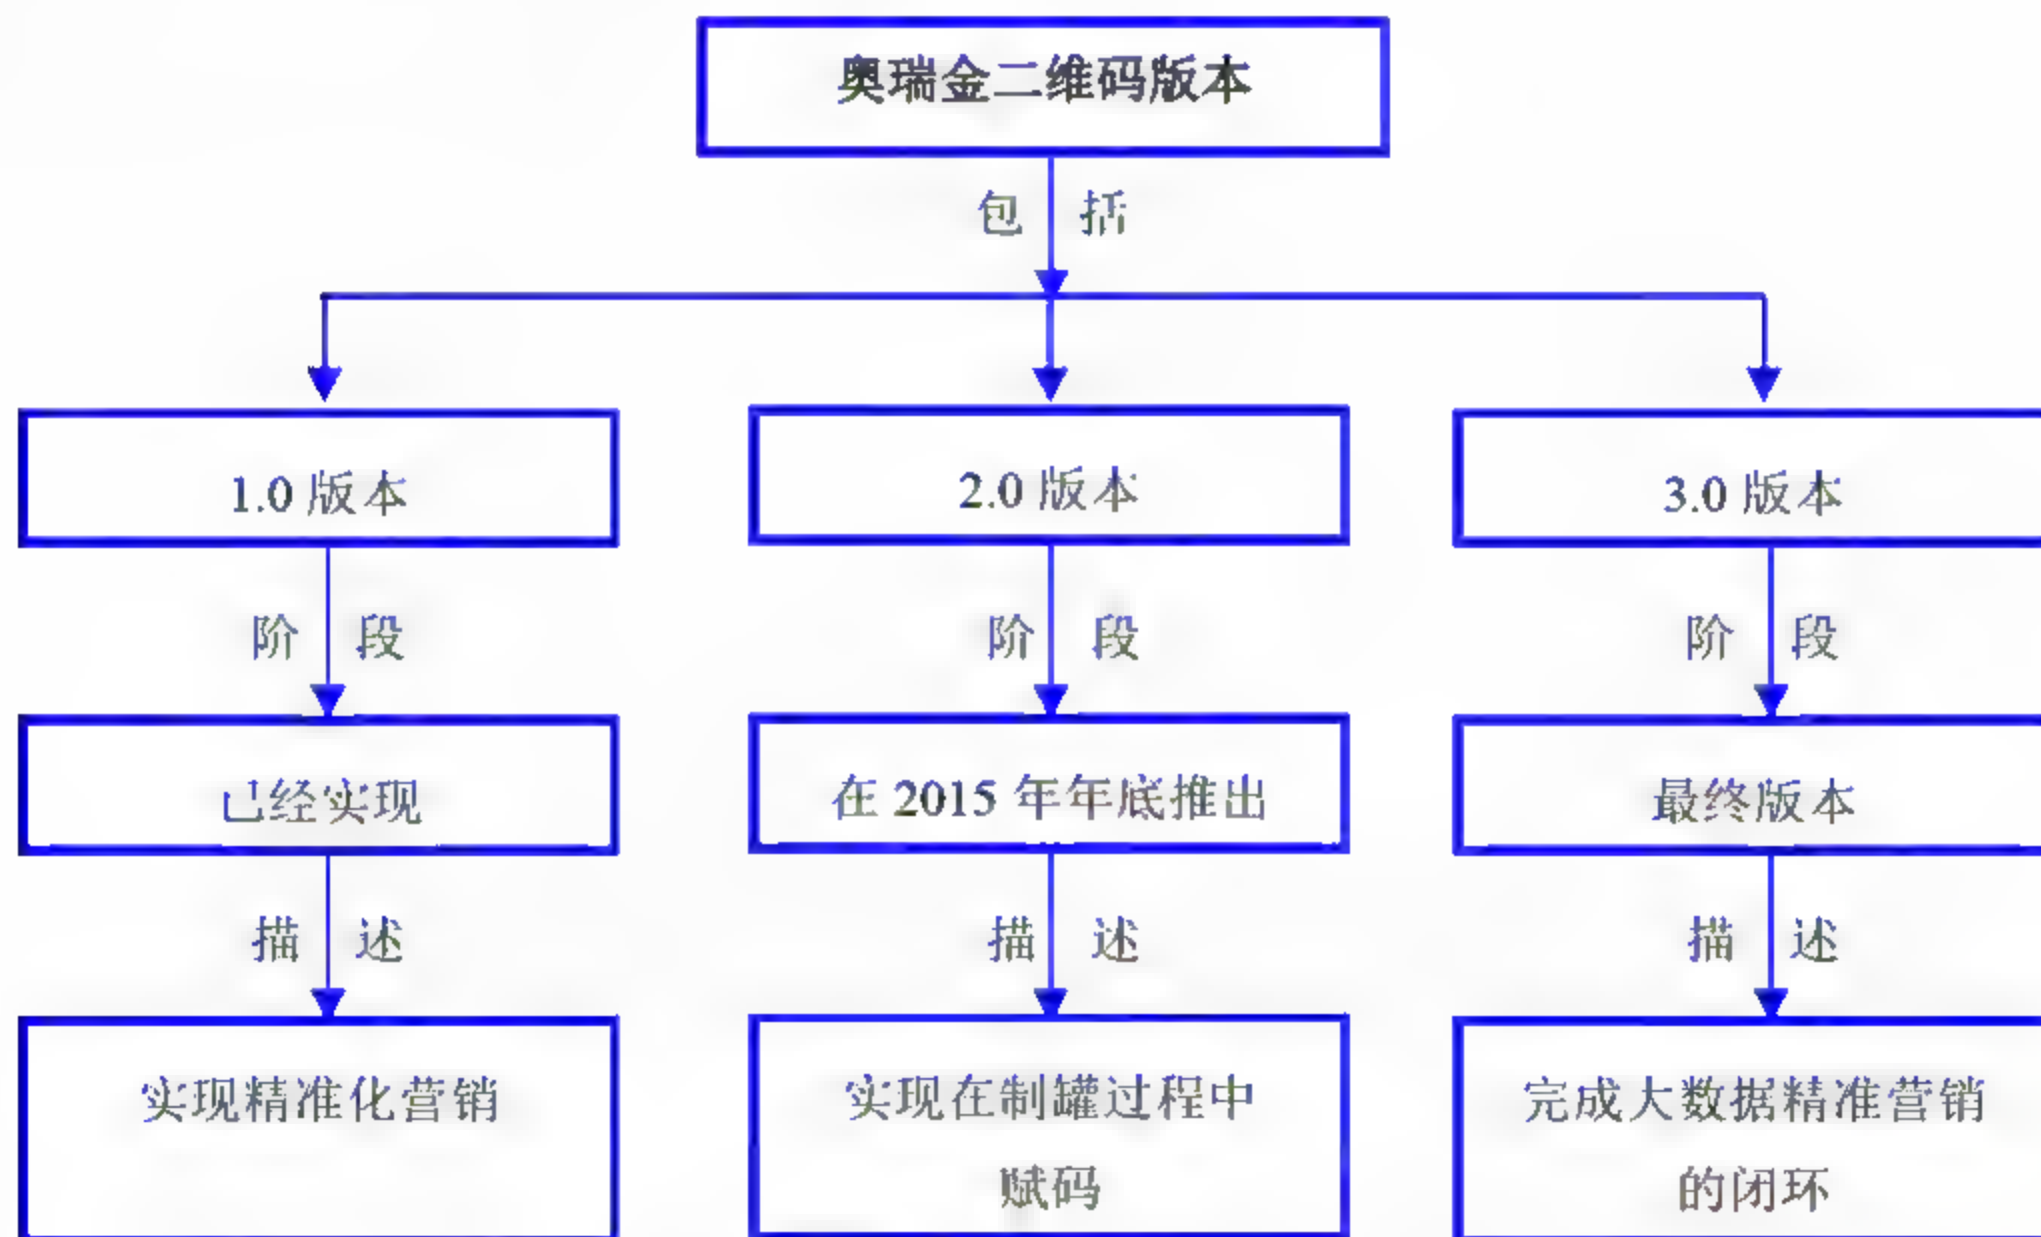 奥瑞金二维码版本
包括
1.0 版本
2.0 版本
3.0 版本
阶段
阶段
阶段
已经实现
在 2015 年年底推出
最终版本
描述
描述
描述
实现精准化营销
实现在制罐过程中
赋码
完成大数据精准营销
的闭环